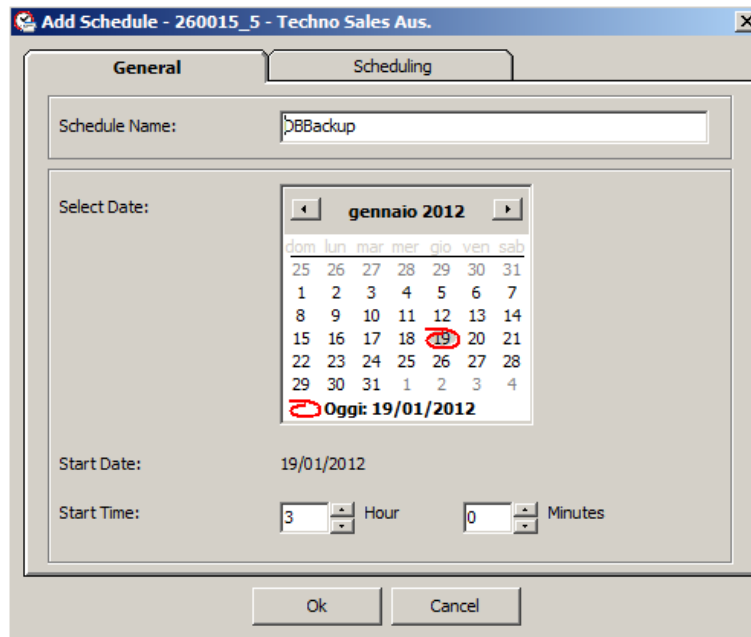 Add Schedule - 260015_5 - Techno Sales Aus.
General Scheduling
Schedule Name: DBBackup
Select Date: gennaio 2012
dom lun mar mer gio ven sab
25 26 27 28 29 30 31
1 2 3 4 5 6 7
8 9 10 11 12 13 14
15 16 17 18 19 20 21
22 23 24 25 26 27 28
29 30 31 1 2 3 4
Oggi: 19/01/2012
Start Date: 19/01/2012
Start Time: 3 Hour 0 Minutes
Ok Cancel